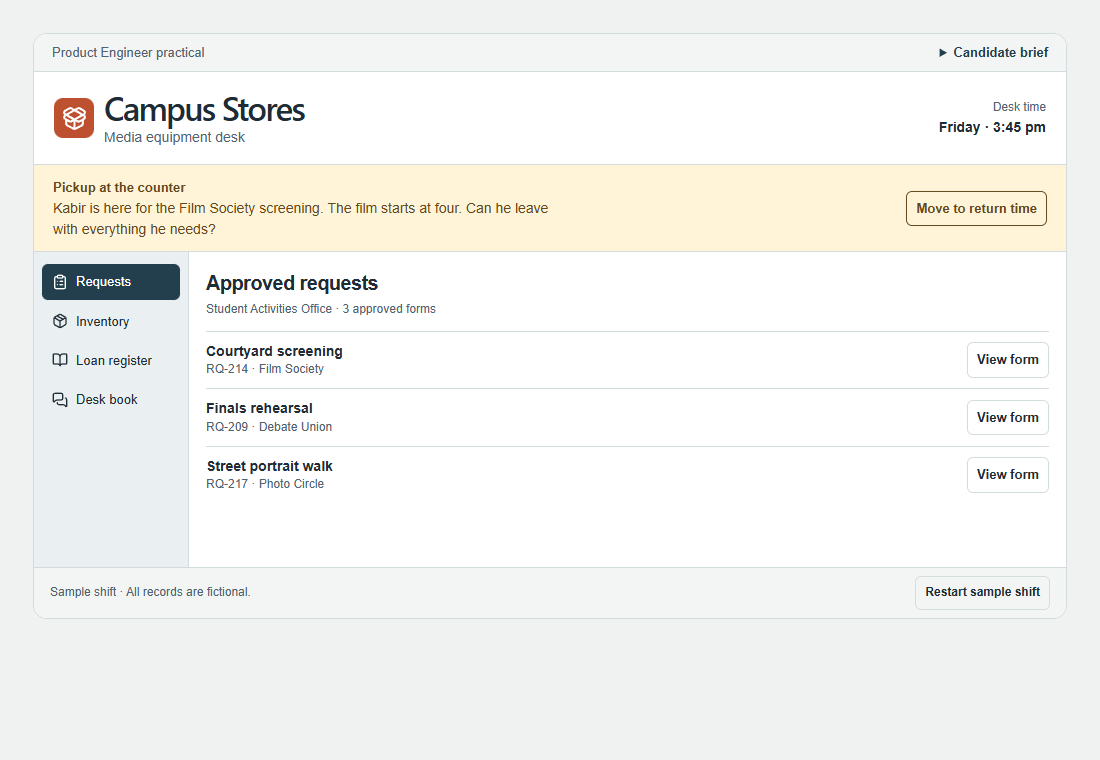 Product Engineer practical
Candidate brief
Campus Stores
Media equipment desk
Desk time
Friday · 3:45 pm
Pickup at the counter
Kabir is here for the Film Society screening. The film starts at four. Can he leave
with everything he needs?
Move to return time
Requests
Inventory
Loan register
Desk book
Approved requests
Student Activities Office · 3 approved forms
Courtyard screening
RQ-214 · Film Society
View form
Finals rehearsal
RQ-209 · Debate Union
View form
Street portrait walk
RQ-217 · Photo Circle
View form
Sample shift · All records are fictional.
Restart sample shift